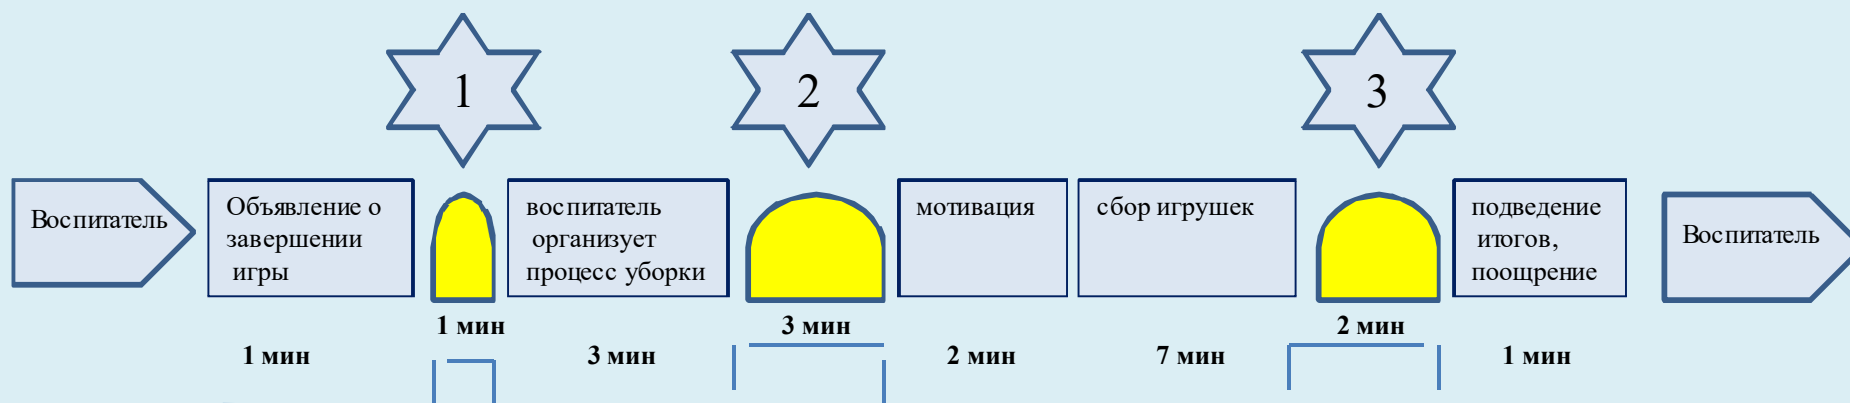 1
2
3
Воспитатель
Объявление о
завершении
игры
воспитатель
организует
процесс уборки
мотивация
сбор игрушек
подведение
итогов,
поощрение
Воспитатель
1 мин
3 мин
2 мин
1 мин
3 мин
2 мин
7 мин
1 мин